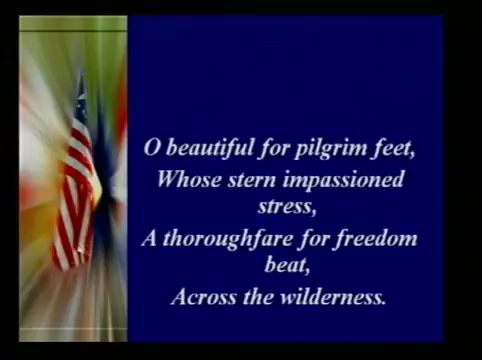 O beautiful for pilgrim feet,
Whose stern impassioned
stress,
A thoroughfare for freedom
beat,
Across the wilderness.